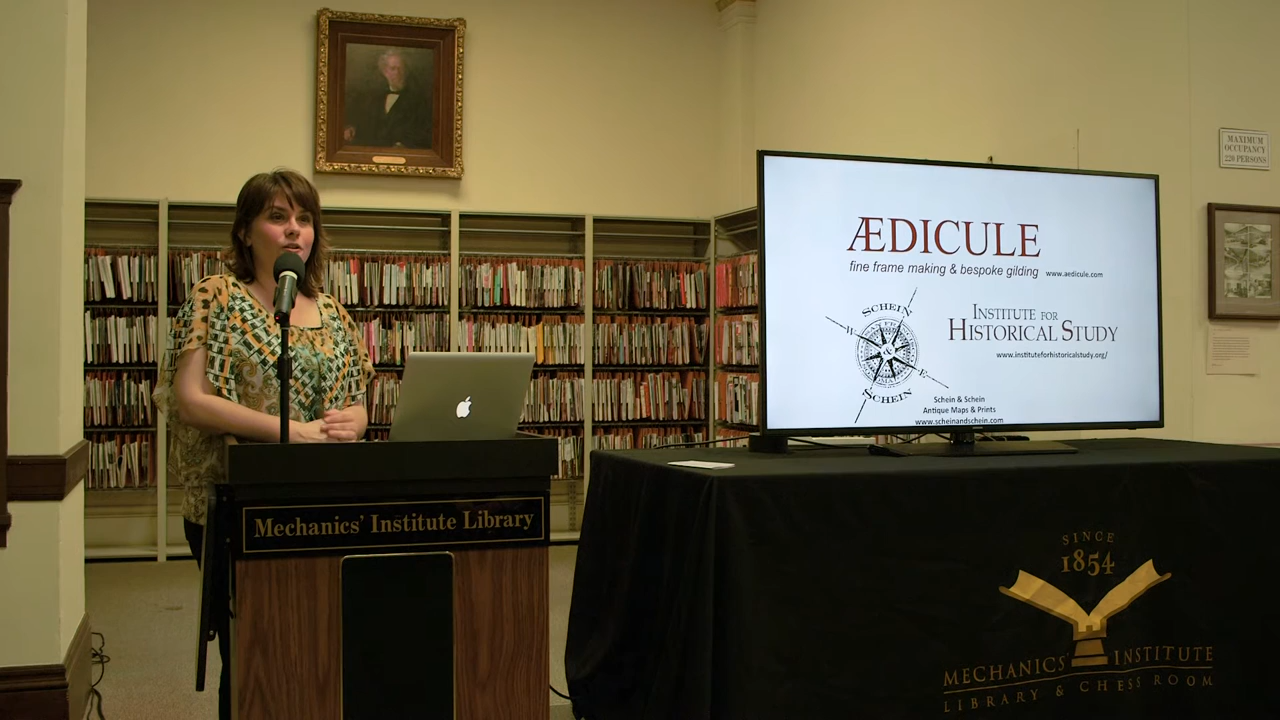 MAXIMUM
OCCUPANCY
220 PERSONS
ÆDICULE
fine frame making & bespoke gilding www.aedicule.com
SCHEIN
W
E
&
SCHEIN
INSTITUTE FOR
HISTORICAL STUDY
www.instituteforhistoricalstudy.org/
Schein & Schein
Antique Maps & Prints
www.scheinandschein.com
Mechanics' Institute Library
SINCE
1854
MECHANICS' INSTITUTE
LIBRARY & CHESS ROOM